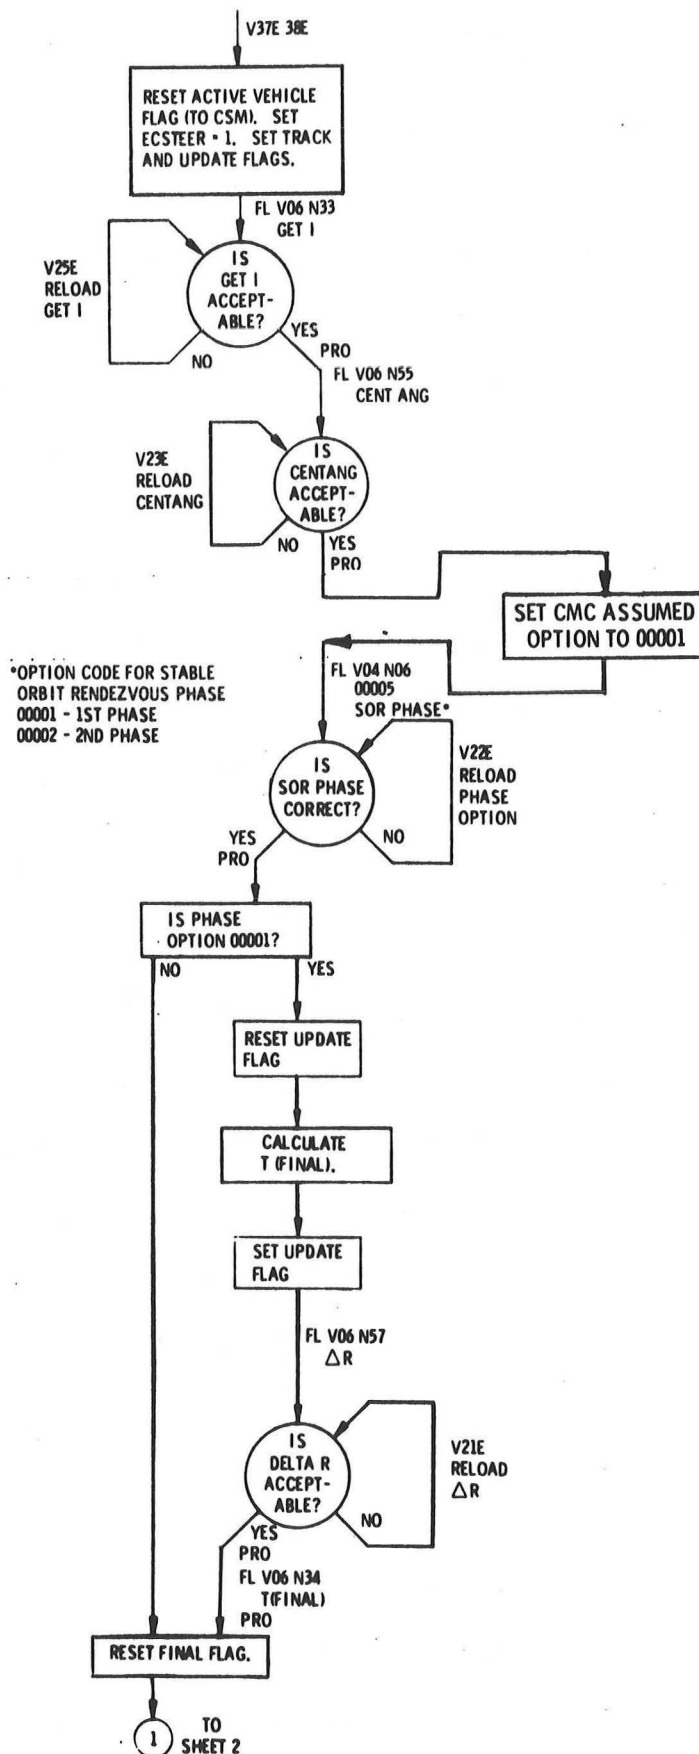 V37E 38E
RESET ACTIVE VEHICLE
FLAG (TO CSM). SET
ECSTEER = 1. SET TRACK
AND UPDATE FLAGS.
FL V06 N33
GET I
IS
GET I
ACCEPT-
ABLE?
V25E
RELOAD
GET I
NO
YES
PRO
FL V06 N55
CENT ANG
IS
CENTANG
ACCEPT-
ABLE?
V23E
RELOAD
CENTANG
NO
YES
PRO
SET CMC ASSUMED
OPTION TO 00001
*OPTION CODE FOR STABLE
ORBIT RENDEZVOUS PHASE
00001 - 1ST PHASE
00002 - 2ND PHASE
FL V04 N06
00005
SOR PHASE*
IS
SOR PHASE
CORRECT?
V22E
RELOAD
PHASE
OPTION
YES
PRO
NO
IS PHASE
OPTION 00001?
NO
YES
RESET UPDATE
FLAG
CALCULATE
T (FINAL).
SET UPDATE
FLAG
FL V06 N57
△R
IS
DELTA R
ACCEPT-
ABLE?
V21E
RELOAD
△R
NO
YES
PRO
FL V06 N34
T(FINAL)
PRO
RESET FINAL FLAG.
1
TO
SHEET 2